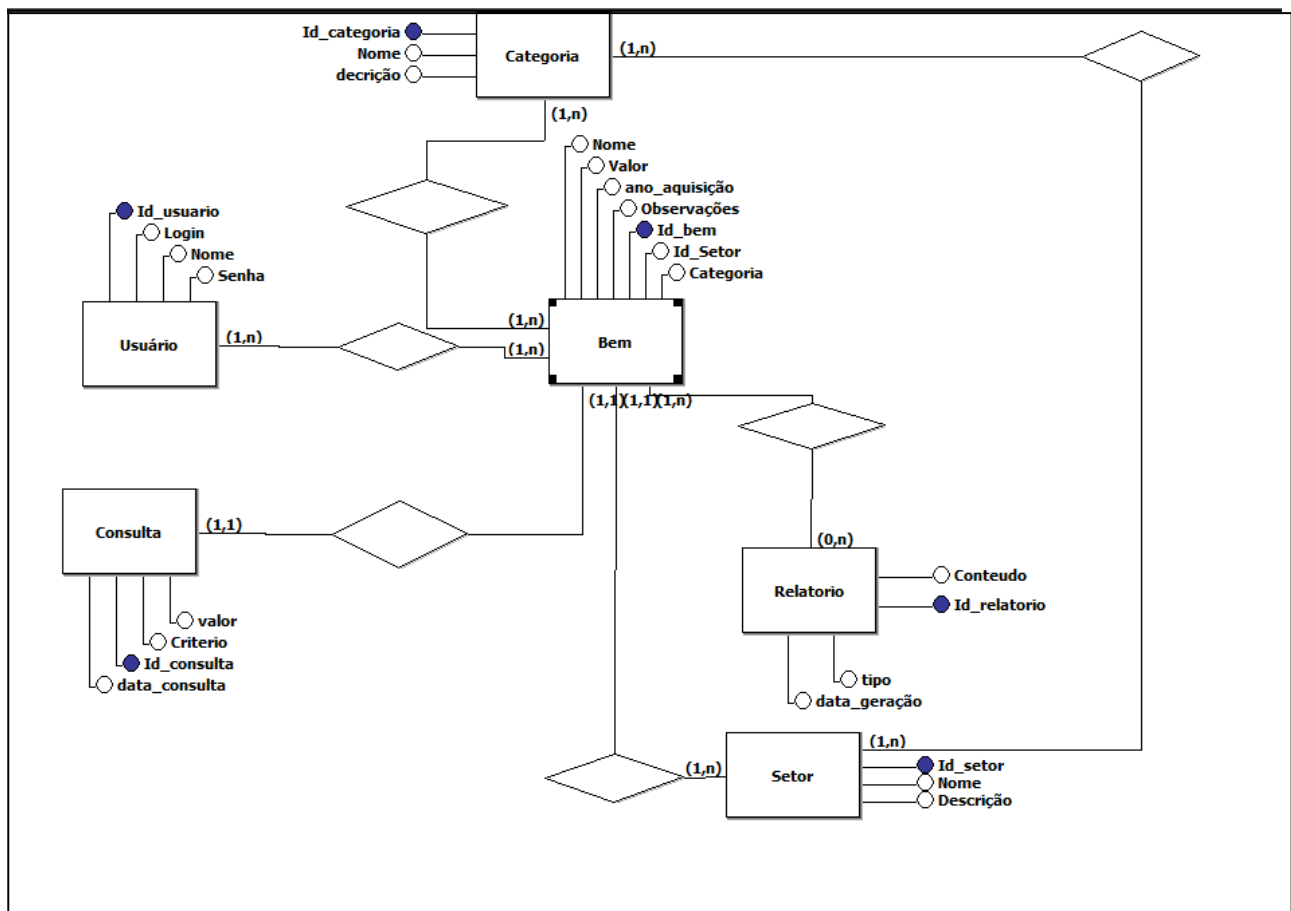 Id_categoria
Nome
decrição
Categoria
(1,n)
(1,n)
Nome
Valor
ano_aquisição
Observações
Id_bem
Id_Setor
Categoria
Id_usuario
Login
Nome
Senha
Usuário
(1,n)
(1,n)
(1,n)
Bem
(1,1)(1,1)(1,n)
Consulta
(1,1)
valor
Criterio
Id_consulta
data_consulta
(0,n)
Relatorio
Conteudo
Id_relatorio
tipo
data_geração
(1,n)
(1,n)
Setor
Id_setor
Nome
Descrição